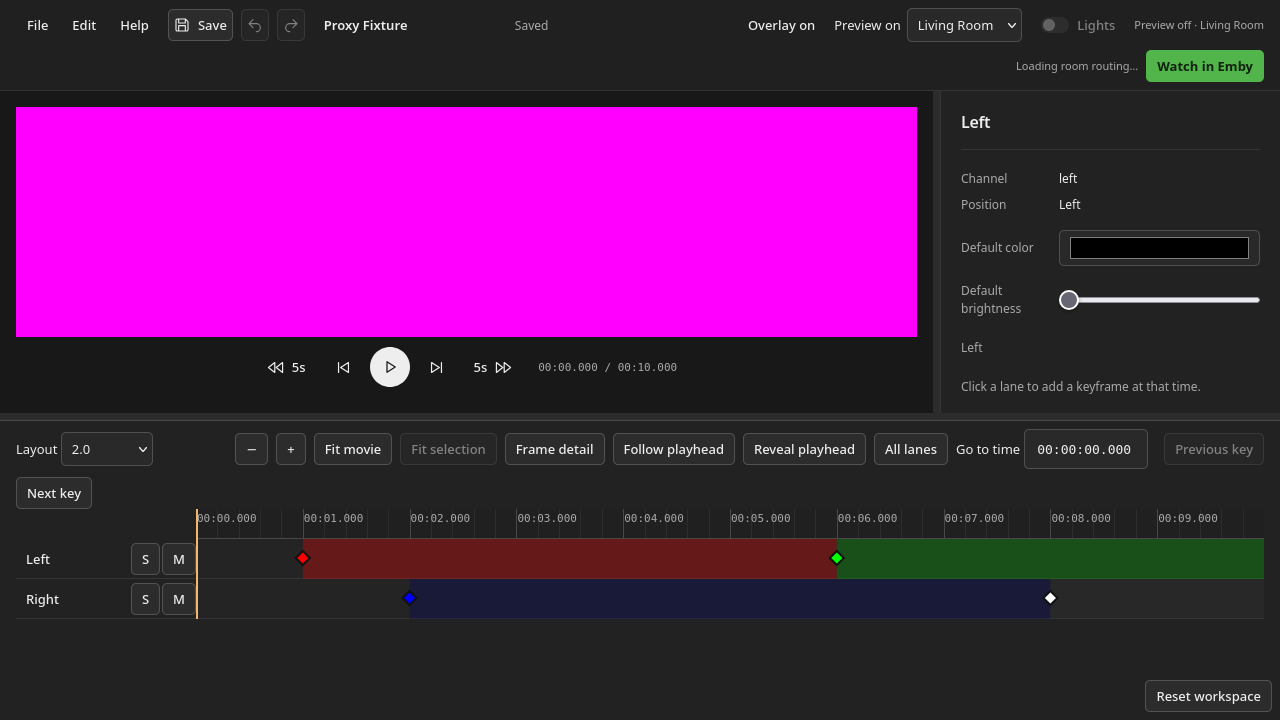 File Edit Help Save Proxy Fixture Saved Overlay on Preview on Living Room Lights Preview off · Living Room
Loading room routing... Watch in Emby
Left
Channel left
Position Left
Default color
Default
brightness
Left
Click a lane to add a keyframe at that time.
5s 5s 00:00.000 / 00:10.000
Layout 2.0 – + Fit movie Fit selection Frame detail Follow playhead Reveal playhead All lanes Go to time 00:00:00.000 Previous key
Next key
00:00.000 00:01.000 00:02.000 00:03.000 00:04.000 00:05.000 00:06.000 00:07.000 00:08.000 00:09.000
Left S M
Right S M
Reset workspace